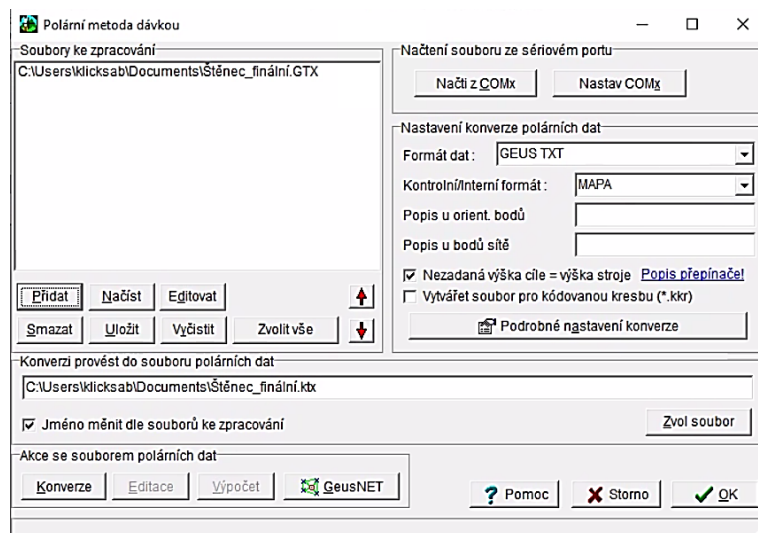 Polární metoda dávkou
Soubory ke zpracování
C:\Users\klicksab\Documents\Štěnec_finální.GTX
Přidat Načíst Editovat
Smazat Uložit Vyčistit Zvolit vše
Načtení souboru ze sériovém portu
Načti z COMx Nastav COMx
Nastavení konverze polárních dat
Formát dat : GEUS TXT
Kontrolní/Interní formát : MAPA
Popis u orient. bodů
Popis u bodů sítě
Nezadaná výška cíle = výška stroje Popis přepínače!
Vytvářet soubor pro kódovanou kresbu (*.kkr)
Podrobné nastavení konverze
Konverzi provést do souboru polárních dat
C:\Users\klicksab\Documents\Štěnec_finální.ktx
Jméno měnit dle souborů ke zpracování
Zvol soubor
Akce se souborem polárních dat
Konverze Editace Výpočet GeusNET
Pomoc Storno OK